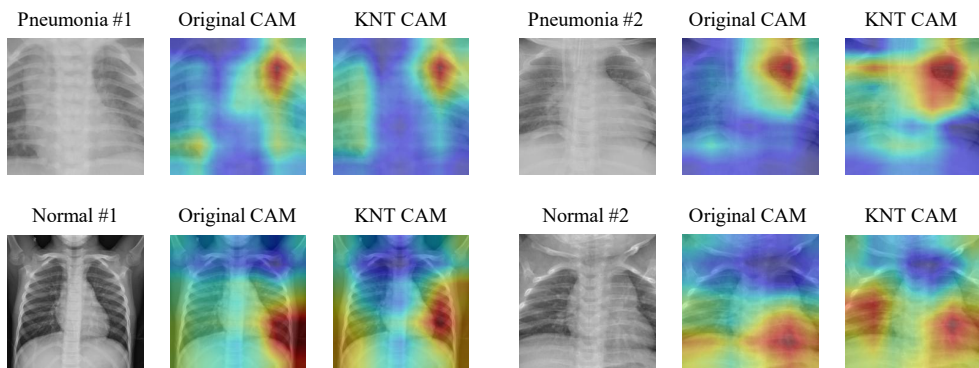 Pneumonia #1 Original CAM KNT CAM Pneumonia #2 Original CAM KNT CAM
Normal #1 Original CAM KNT CAM Normal #2 Original CAM KNT CAM